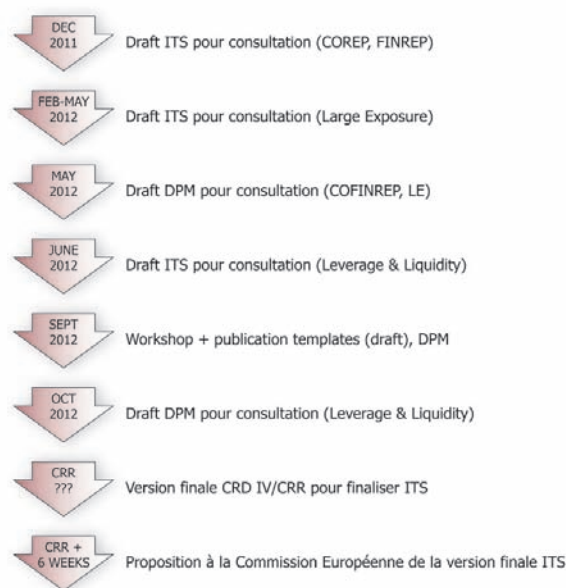 DEC
2011
Draft ITS pour consultation (COREP, FINREP)
FEB-MAY
2012
Draft ITS pour consultation (Large Exposure)
MAY
2012
Draft DPM pour consultation (COFINREP, LE)
JUNE
2012
Draft ITS pour consultation (Leverage & Liquidity)
SEPT
2012
Workshop + publication templates (draft), DPM
OCT
2012
Draft DPM pour consultation (Leverage & Liquidity)
CRR
???
Version finale CRD IV/CRR pour finaliser ITS
CRR +
6 WEEKS
Proposition à la Commission Européenne de la version finale ITS